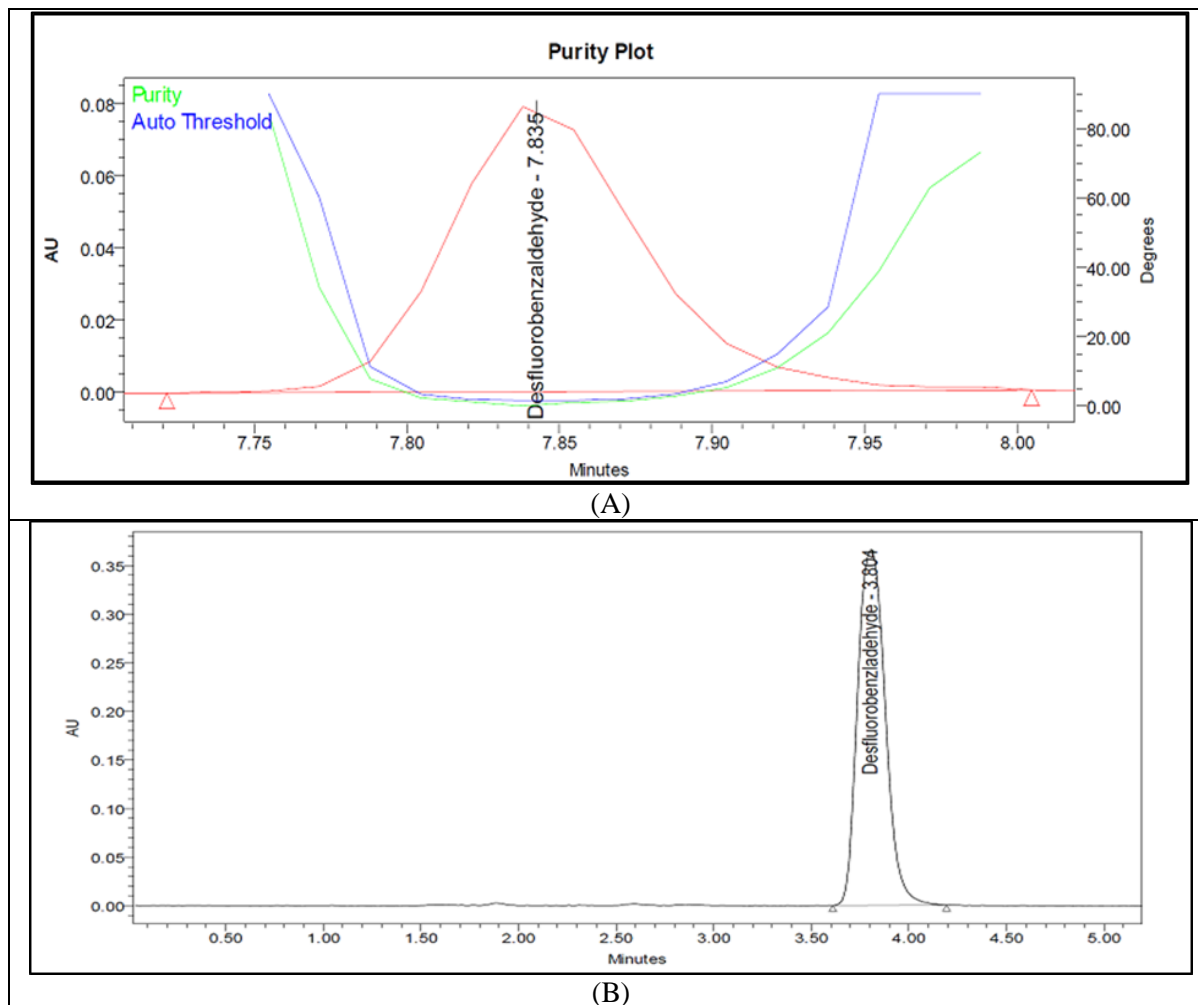 Purity Plot
Purity
Auto Threshold
0.08
0.06
0.04
0.02
0.00
AU
Desfluorobenzaldehyde - 7.835
80.00
60.00
40.00
20.00
0.00
Degrees
7.75
7.80
7.85
7.90
7.95
8.00
Minutes
(A)
0.35
0.30
0.25
0.20
0.15
0.10
0.05
0.00
AU
Desfluorobenzladehyde - 3.804
0.50
1.00
1.50
2.00
2.50
3.00
3.50
4.00
4.50
5.00
Minutes
(B)